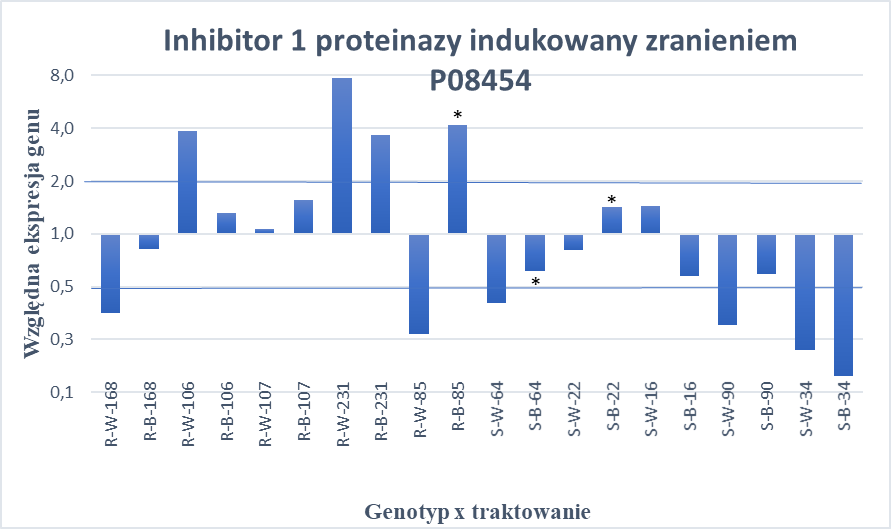 Inhibitor 1 proteinazy indukowany zranieniem
P08454
Względna ekspresja genu
8,0
4,0
2,0
1,0
0,5
0,3
0,1
*
*
*
R-W-168
R-B-168
R-W-106
R-B-106
R-W-107
R-B-107
R-W-231
R-B-231
R-W-85
R-B-85
S-W-64
S-B-64
S-W-22
S-B-22
S-W-16
S-B-16
S-W-90
S-B-90
S-W-34
S-B-34
Genotyp x traktowanie